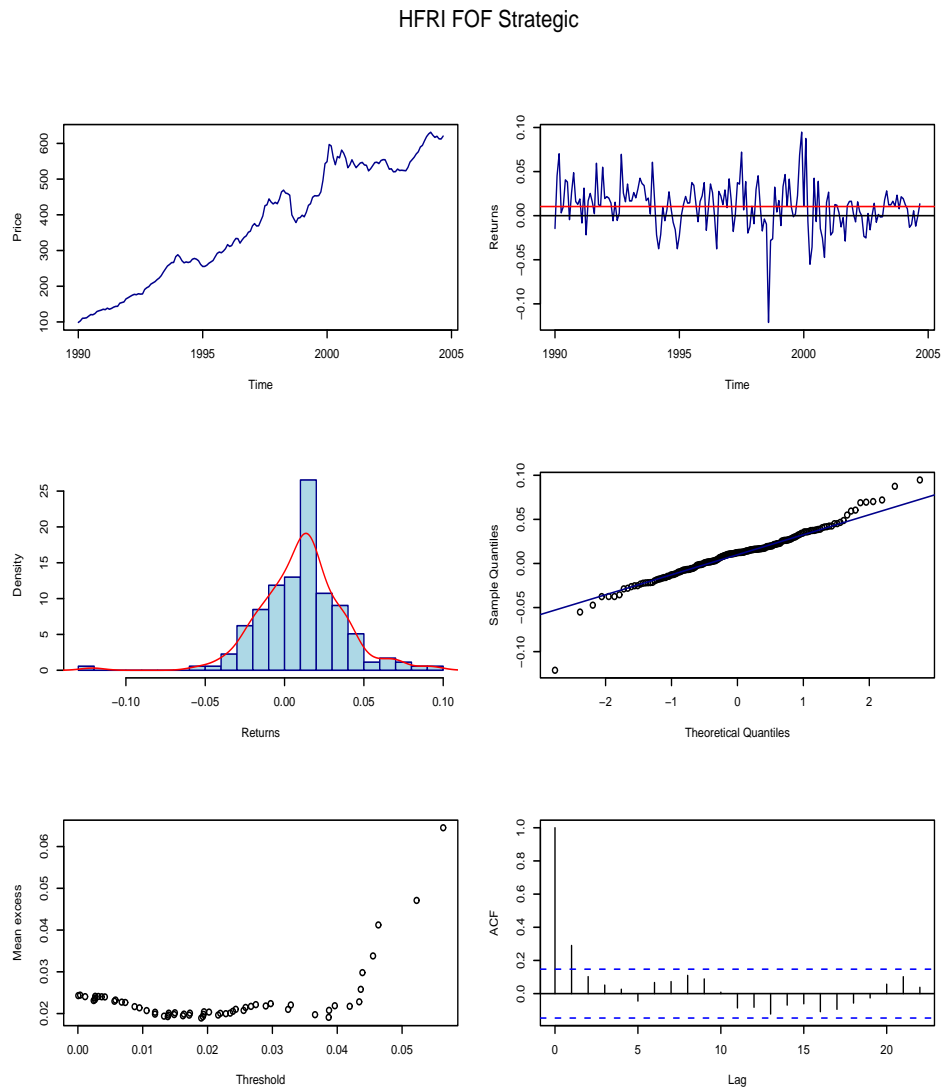 HFRI FOF Strategic
Price
100 200 300 400 500 600
1990 1995 2000 2005
Time
Returns
−0.10 −0.05 0.00 0.05 0.10
1990 1995 2000 2005
Time
Density
0 5 10 15 20 25
−0.10 −0.05 0.00 0.05 0.10
Returns
Sample Quantiles
−0.10 −0.05 0.00 0.05 0.10
−2 −1 0 1 2
Theoretical Quantiles
Mean excess
0.02 0.03 0.04 0.05 0.06
0.00 0.01 0.02 0.03 0.04 0.05
Threshold
ACF
0.0 0.2 0.4 0.6 0.8 1.0
0 5 10 15 20
Lag